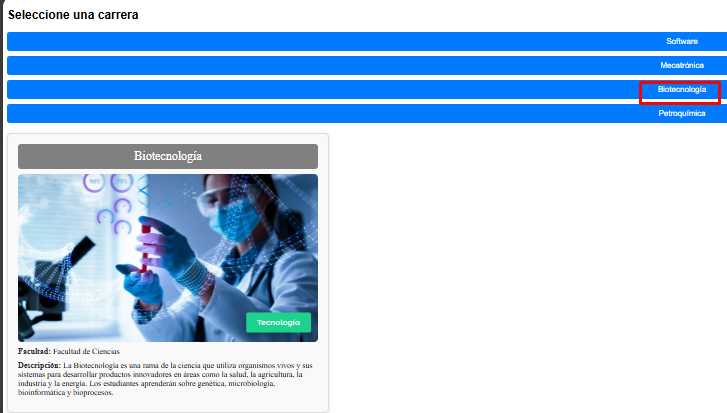 Seleccione una carrera
Software
Mecatrónica
Biotecnología
Petroquímica
Biotecnología
Tecnología
Facultad: Facultad de Ciencias
Descripción: La Biotecnología es una rama de la ciencia que utiliza organismos vivos y sus
sistemas para desarrollar productos innovadores en áreas como la salud, la agricultura, la
industria y la energía. Los estudiantes aprenderán sobre genética, microbiología,
bioinformática y bioprocesos.